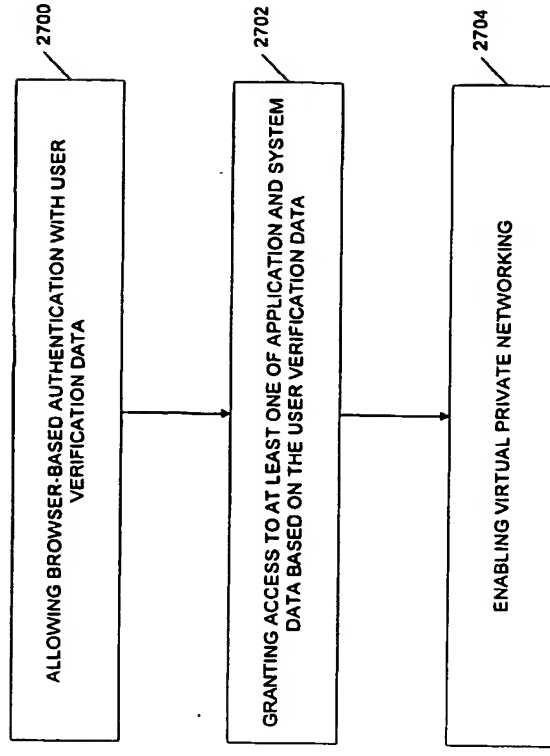 2700
ALLOWING BROWSER-BASED AUTHENTICATION WITH USER
VERIFICATION DATA
2702
GRANTING ACCESS TO AT LEAST ONE OF APPLICATION AND SYSTEM
DATA BASED ON THE USER VERIFICATION DATA
2704
ENABLING VIRTUAL PRIVATE NETWORKING